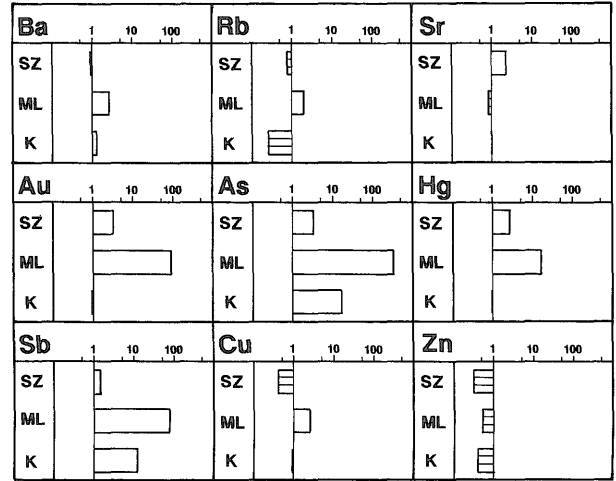 Ba 1 10 100
SZ
ML
K
Rb 1 10 100
SZ
ML
K
Sr 1 10 100
SZ
ML
K
Au 1 10 100
SZ
ML
K
As 1 10 100
SZ
ML
K
Hg 1 10 100
SZ
ML
K
Sb 1 10 100
SZ
ML
K
Cu 1 10 100
SZ
ML
K
Zn 1 10 100
SZ
ML
K